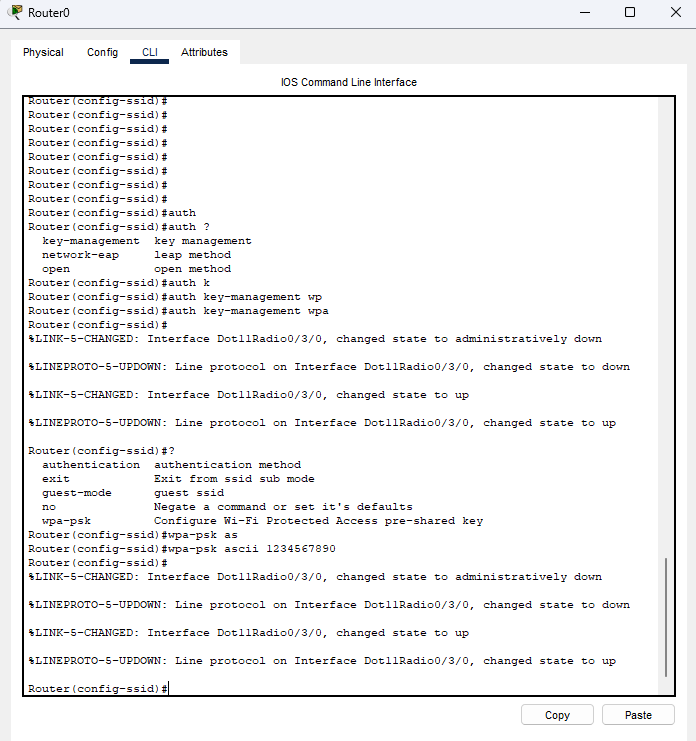 Router0
Physical Config CLI Attributes
IOS Command Line Interface
Router(config-ssid)#
Router(config-ssid)#
Router(config-ssid)#
Router(config-ssid)#
Router(config-ssid)#
Router(config-ssid)#
Router(config-ssid)#
Router(config-ssid)#
Router(config-ssid)#auth
Router(config-ssid)#auth ?
  key-management  key management
  network-eap     leap method
  open            open method
Router(config-ssid)#auth k
Router(config-ssid)#auth key-management wp
Router(config-ssid)#auth key-management wpa
Router(config-ssid)#
%LINK-5-CHANGED: Interface Dot11Radio0/3/0, changed state to administratively down
%LINEPROTO-5-UPDOWN: Line protocol on Interface Dot11Radio0/3/0, changed state to down
%LINK-5-CHANGED: Interface Dot11Radio0/3/0, changed state to up
%LINEPROTO-5-UPDOWN: Line protocol on Interface Dot11Radio0/3/0, changed state to up
Router(config-ssid)#?
  authentication  authentication method
  exit            Exit from ssid sub mode
  guest-mode      guest ssid
  no              Negate a command or set it's defaults
  wpa-psk         Configure Wi-Fi Protected Access pre-shared key
Router(config-ssid)#wpa-psk as
Router(config-ssid)#wpa-psk ascii 1234567890
Router(config-ssid)#
%LINK-5-CHANGED: Interface Dot11Radio0/3/0, changed state to administratively down
%LINEPROTO-5-UPDOWN: Line protocol on Interface Dot11Radio0/3/0, changed state to down
%LINK-5-CHANGED: Interface Dot11Radio0/3/0, changed state to up
%LINEPROTO-5-UPDOWN: Line protocol on Interface Dot11Radio0/3/0, changed state to up
Router(config-ssid)#
Copy Paste